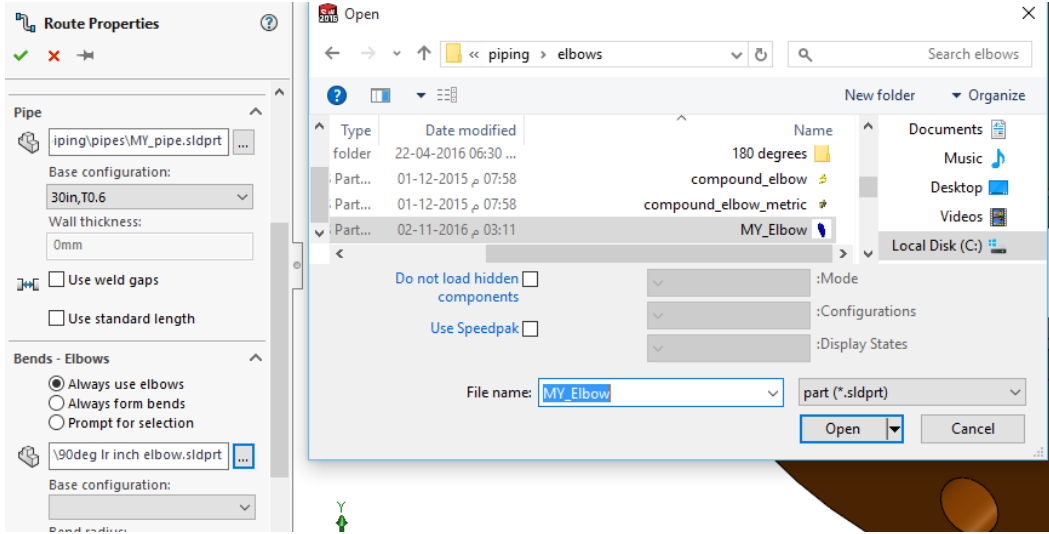 Route Properties
Pipe
iping\pipes\MY_pipe.sldprt
...
Base configuration:
30in,T0.6
Wall thickness:
0mm
Use weld gaps
Use standard length
Bends - Elbows
Always use elbows
Always form bends
Prompt for selection
\90deg lr inch elbow.sldprt
...
Base configuration:
Bend radius:
Y
2015
Open
« piping › elbows
Search elbows
New folder
Organize
Type Date modified Name
folder 22-04-2016 06:30 ... 180 degrees
Part... 01-12-2015 م 07:58 compound_elbow
Part... 01-12-2015 م 07:58 compound_elbow_metric
Part... 02-11-2016 م 03:11 MY_Elbow
Documents
Music
Desktop
Videos
Local Disk (C:)
Do not load hidden
components
Use Speedpak
:Mode
:Configurations
:Display States
File name: MY_Elbow
part (*.sldprt)
Open
Cancel